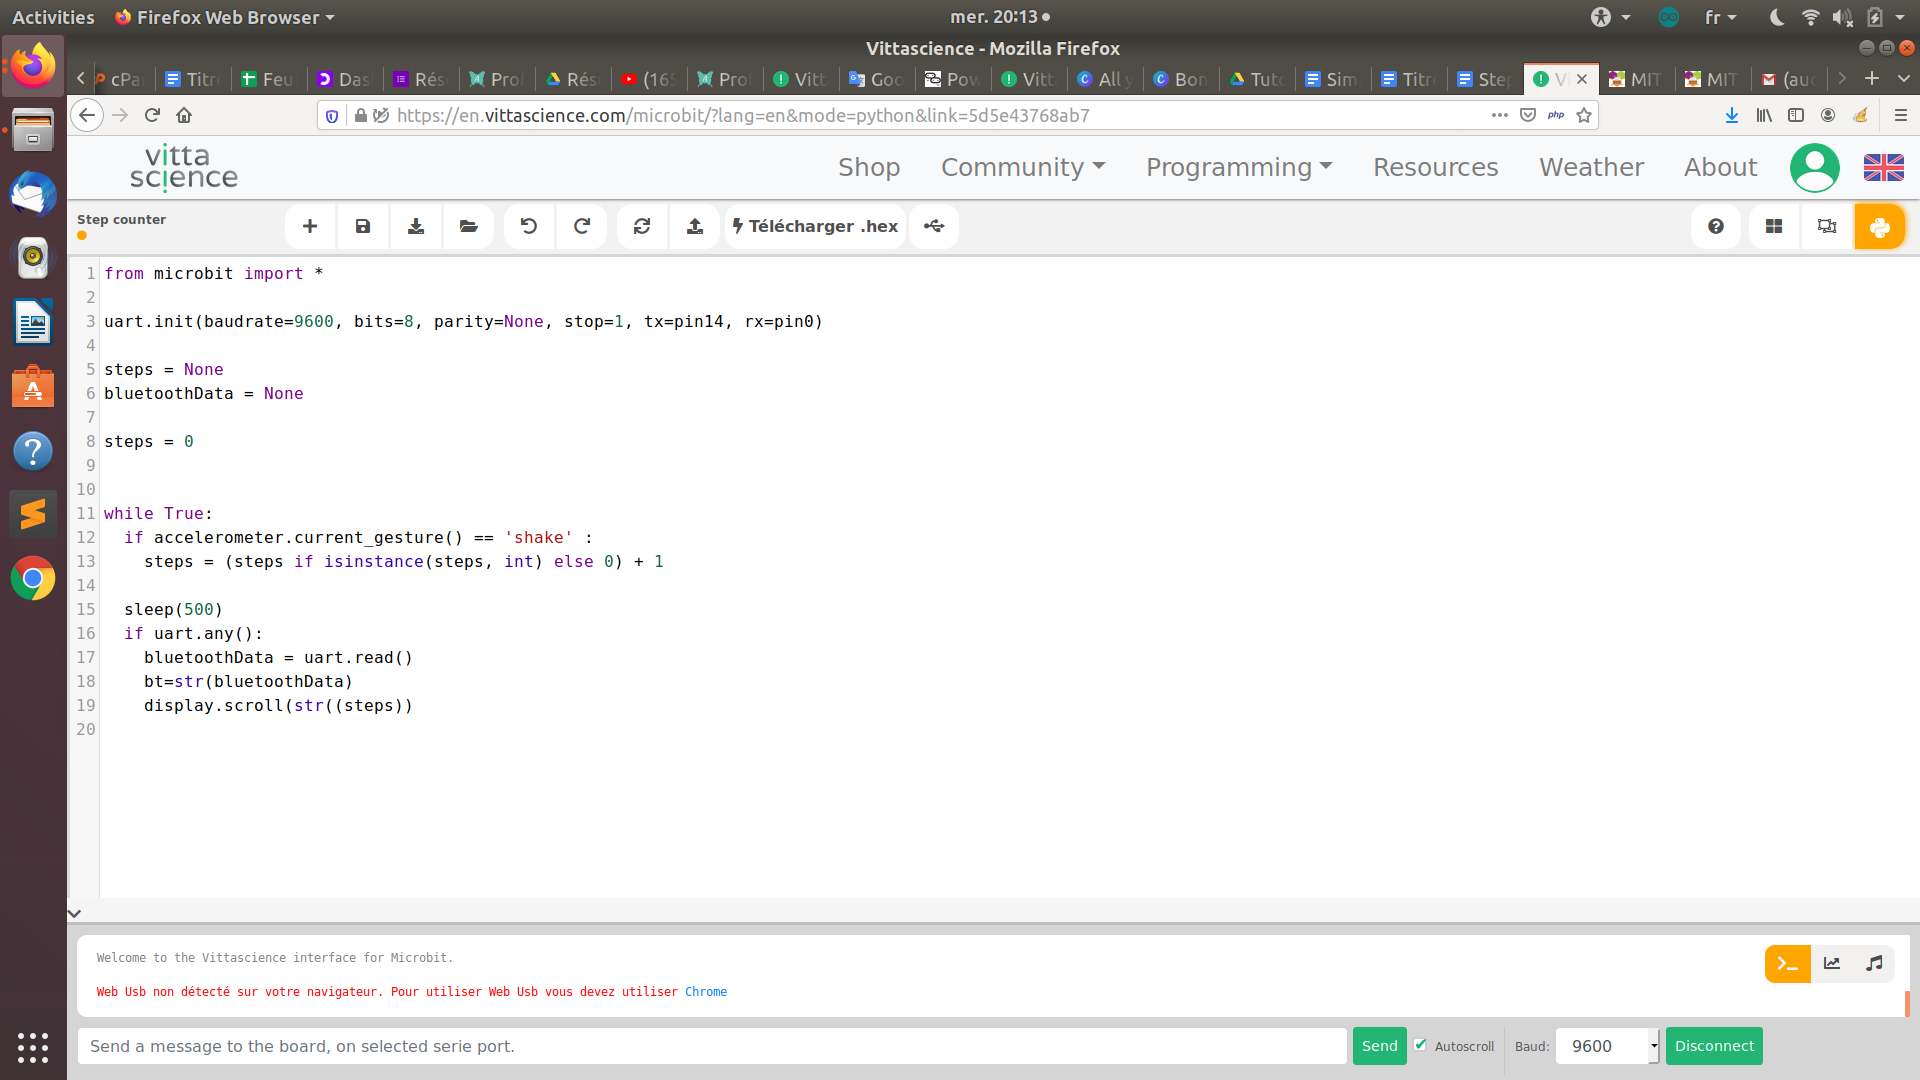 Activities Firefox Web Browser mer. 20:13 fr
Vittascience - Mozilla Firefox
cPa Titre Feu Das Rés Prof Rés (165 Prof Vitt Goo Pow Vitt All y Bon Tuto Sim Titre Step Vi MIT MIT (auc
https://en.vittascience.com/microbit/?lang=en&mode=python&link=5d5e43768ab7 php
vitta science Shop Community Programming Resources Weather About
Step counter Télécharger .hex
1 from microbit import *
2
3 uart.init(baudrate=9600, bits=8, parity=None, stop=1, tx=pin14, rx=pin0)
4
5 steps = None
6 bluetoothData = None
7
8 steps = 0
9
10
11 while True:
12 if accelerometer.current_gesture() == 'shake' :
13 steps = (steps if isinstance(steps, int) else 0) + 1
14
15 sleep(500)
16 if uart.any():
17 bluetoothData = uart.read()
18 bt=str(bluetoothData)
19 display.scroll(str((steps))
20
Welcome to the Vittascience interface for Microbit.
Web Usb non détecté sur votre navigateur. Pour utiliser Web Usb vous devez utiliser Chrome
Send a message to the board, on selected serie port. Send Autoscroll Baud: 9600 Disconnect